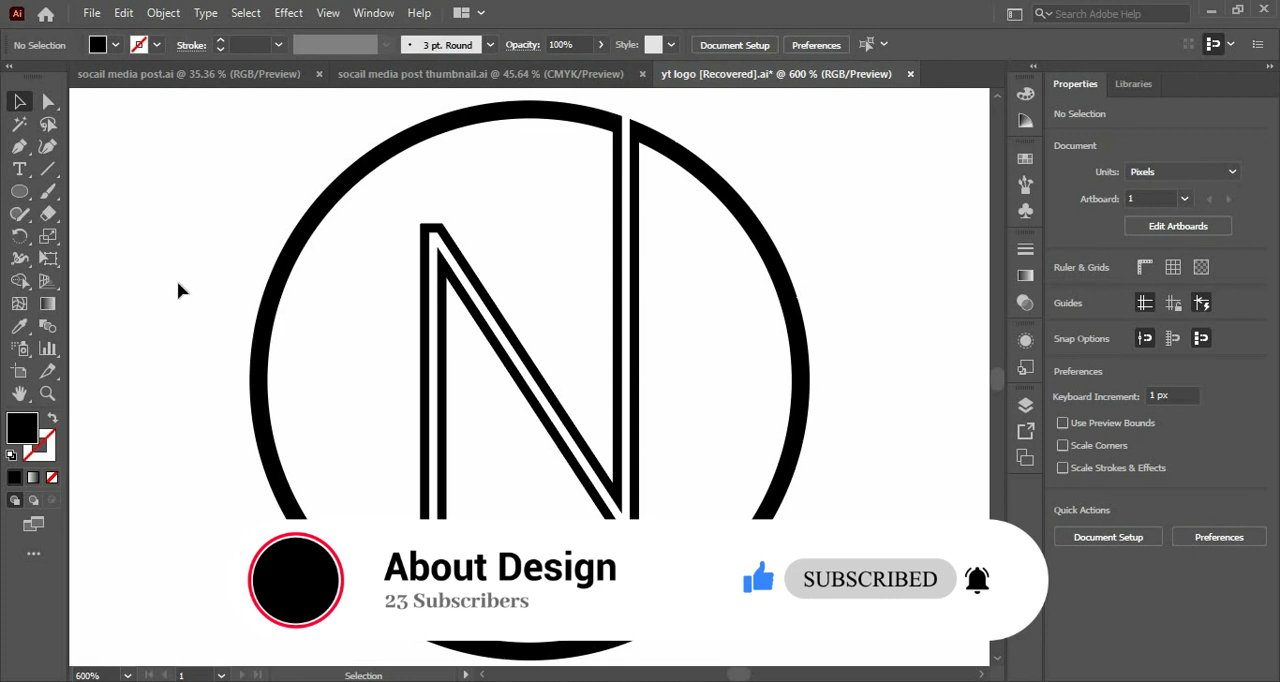 Ai
File Edit Object Type Select Effect View Window Help
Search Adobe Help
No Selection Stroke: 3 pt. Round Opacity: 100% Style: Document Setup Preferences
socail media post.ai @ 35.36 % (RGB/Preview) × socail media post thumbnail.ai @ 45.64 % (CMYK/Preview) × yt logo [Recovered].ai* @ 600 % (RGB/Preview) ×
Properties Libraries
No Selection
Document
Units: Pixels
Artboard: 1
Edit Artboards
Ruler & Grids
Guides
Snap Options
Preferences
Keyboard Increment: 1 px
Use Preview Bounds
Scale Corners
Scale Strokes & Effects
Quick Actions
Document Setup Preferences
N
About Design
23 Subscribers
SUBSCRIBED
600% 1 Selection